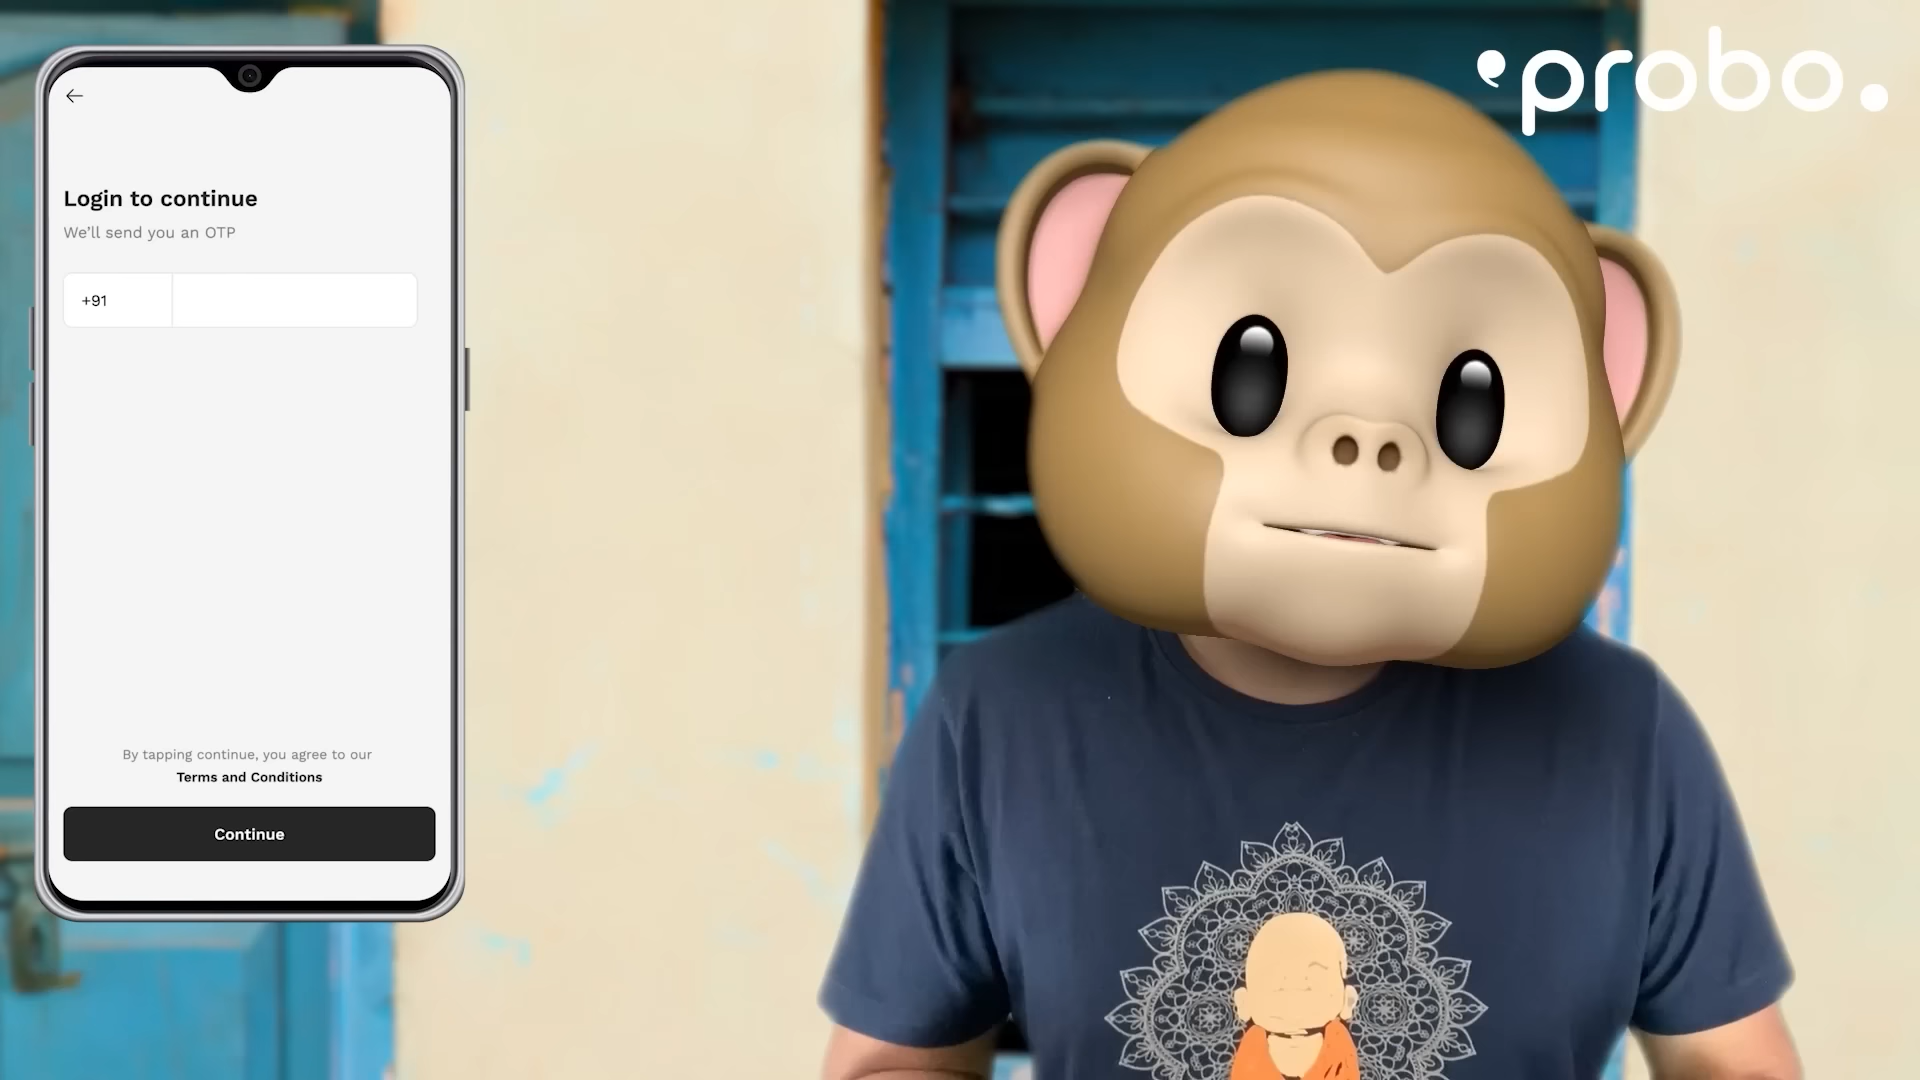 probo.
Login to continue
We'll send you an OTP
+91
By tapping continue, you agree to our
Terms and Conditions
Continue